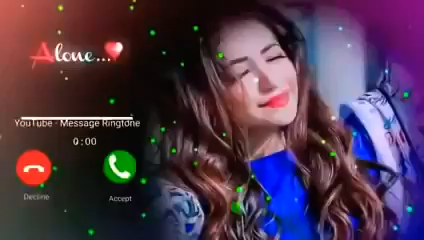 Alone...
YouTube - Message Ringtone
0:00
Decline
Accept